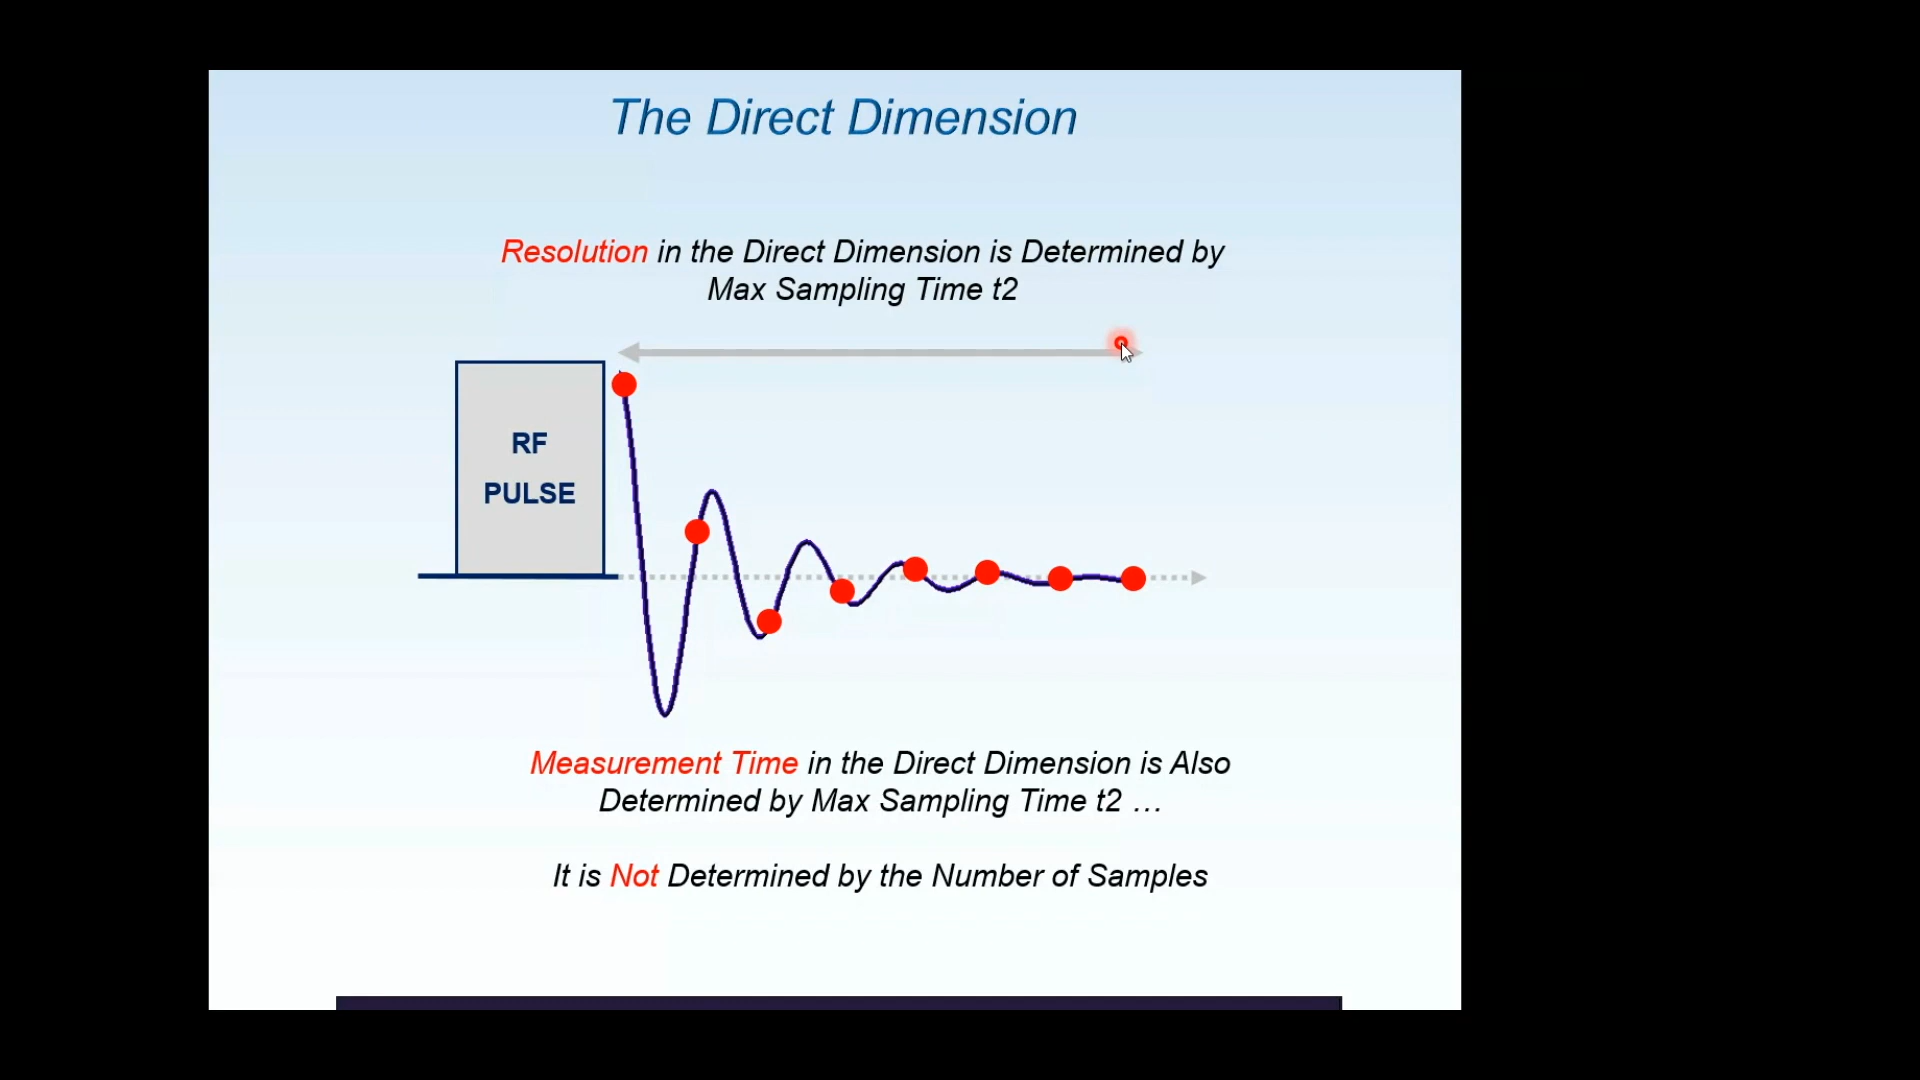 The Direct Dimension
Resolution in the Direct Dimension is Determined by
Max Sampling Time t2
RF
PULSE
Measurement Time in the Direct Dimension is Also
Determined by Max Sampling Time t2 …
It is Not Determined by the Number of Samples